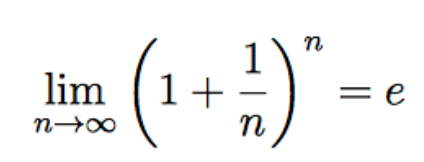 lim n→∞ (1 + 1/n)^n = e